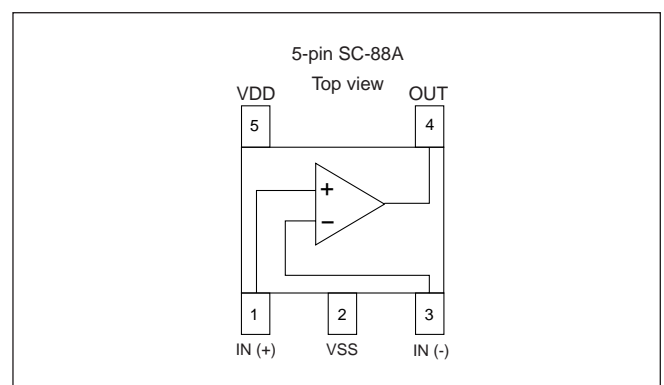 5-pin SC-88A
Top view
VDD OUT
5 4
+
−
1 2 3
IN (+) VSS IN (-)